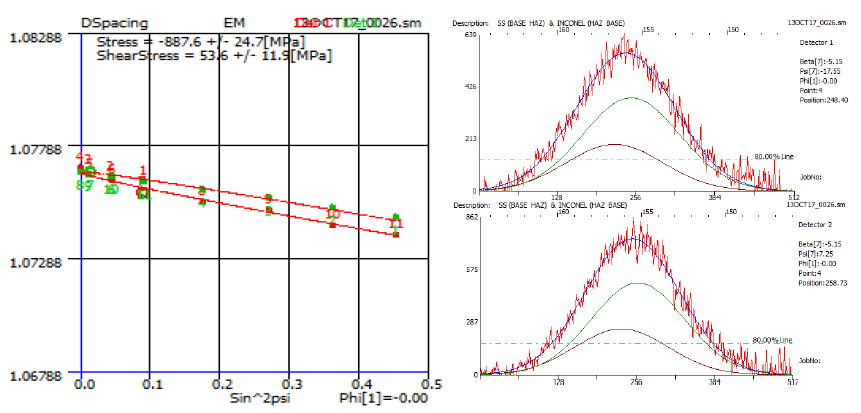 DSpacing EM 13OCT17_0026.sm
Stress = -887.6 +/- 24.7[MPa]
ShearStress = 53.6 +/- 11.9[MPa]
1.08288
1.07788
1.07288
1.06788
0.0 0.1 0.2 0.3 0.4 0.5
Sin^2psi Phi[1]=-0.00
Description: SS (BASE HAZ) & INCONEL (HAZ BASE) 13OCT17_0026.sm
160 155 150
639
426
213
0
128 256 384 512
80.00% Line
Detector 1
Beta[7]:-5.15
Psi[7]:-17.55
Phi[1]:-0.00
Point:4
Position:248.40
JobNo:
Description: SS (BASE HAZ) & INCONEL (HAZ BASE) 13OCT17_0026.sm
160 155 150
862
575
287
0
128 256 384 512
80.00% Line
Detector 2
Beta[7]:-5.15
Psi[7]:7.25
Phi[1]:-0.00
Point:4
Position:258.73
JobNo: